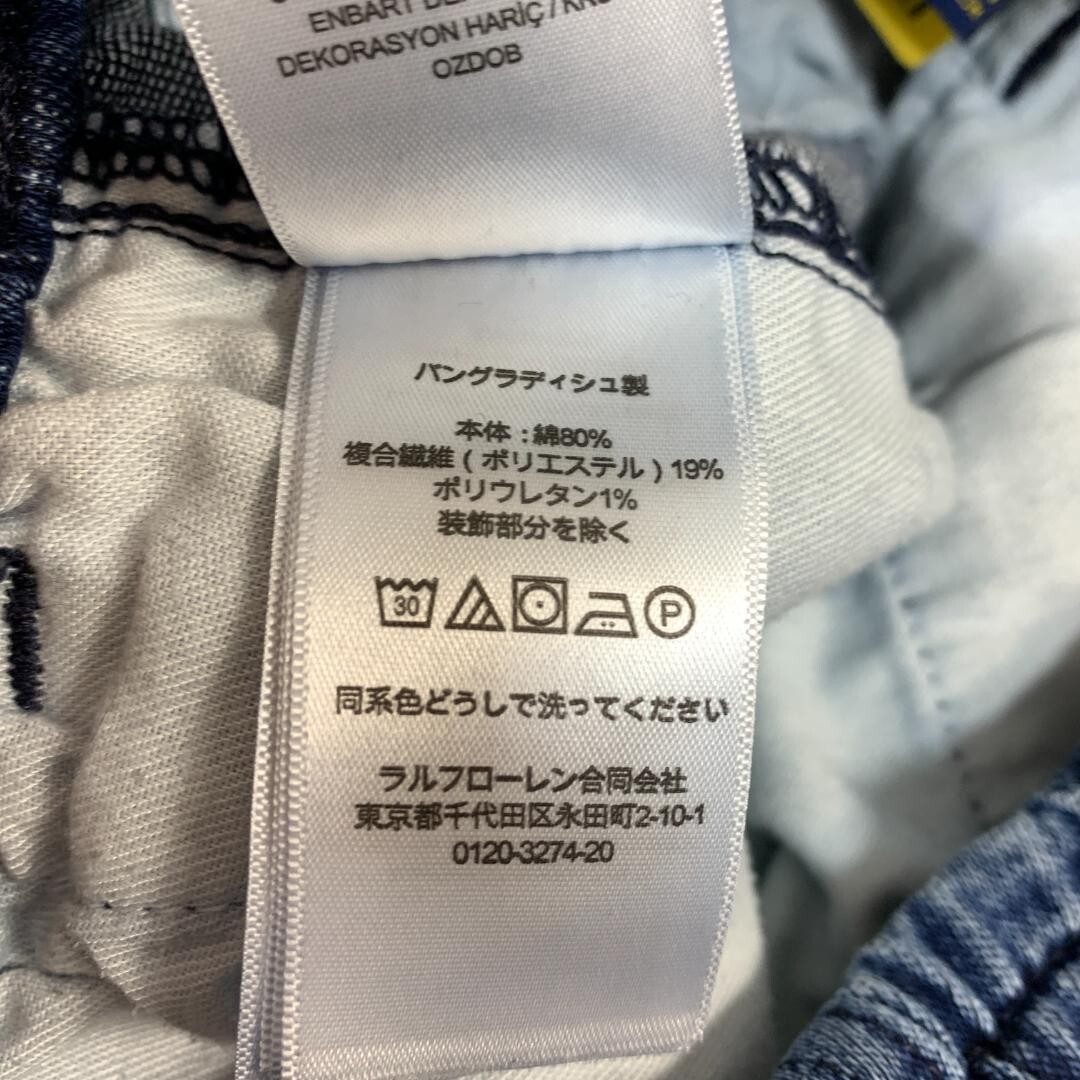 ENBART DE
DEKORASYON HARİÇ / KRO
OZDOB
バングラディシュ製
本体:綿80%
複合繊維(ポリエステル)19%
ポリウレタン1%
装飾部分を除く
30
P
同系色どうしで洗ってください
ラルフローレン合同会社
東京都千代田区永田町2-10-1
0120-3274-20